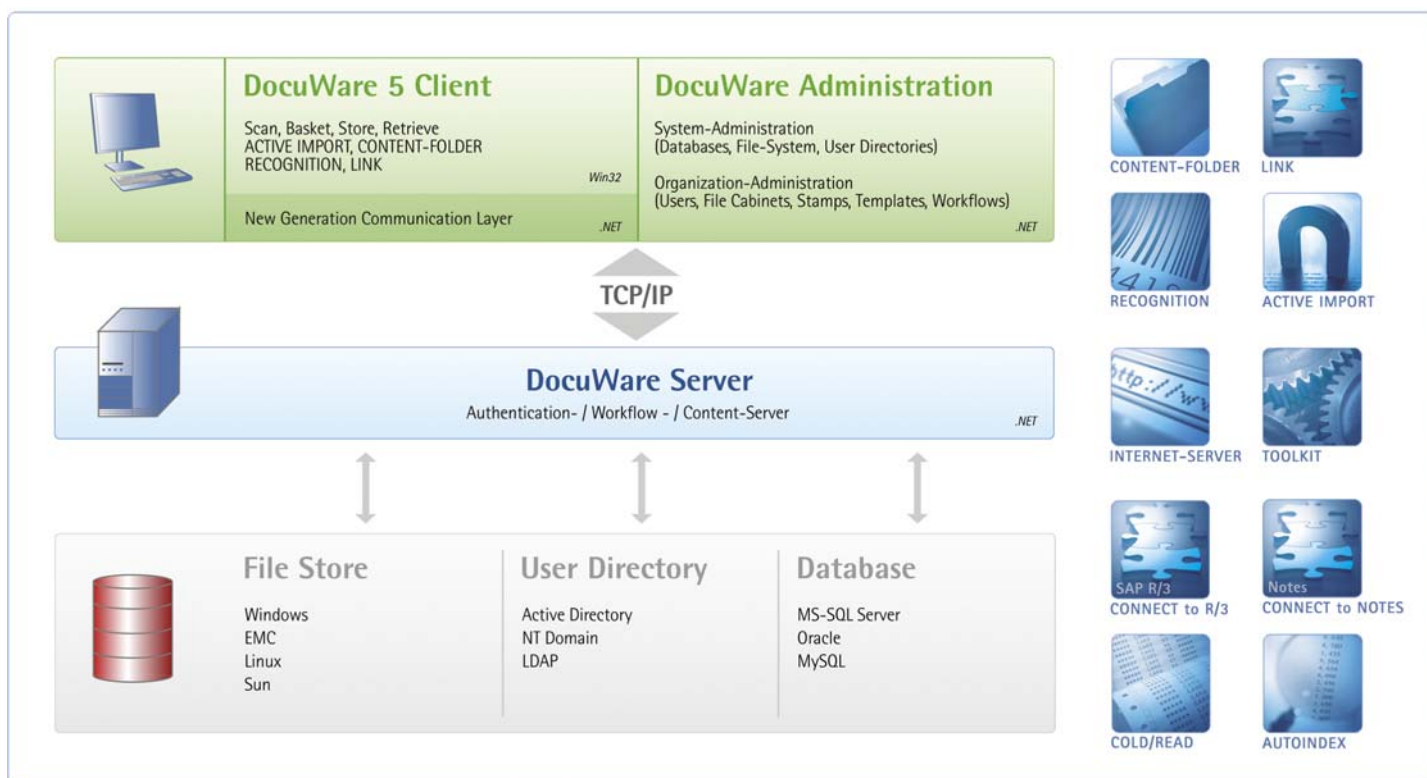 DocuWare 5 Client
Scan, Basket, Store, Retrieve
ACTIVE IMPORT, CONTENT-FOLDER
RECOGNITION, LINK
Win32
New Generation Communication Layer
.NET
DocuWare Administration
System-Administration
(Databases, File-System, User Directories)
Organization-Administration
(Users, File Cabinets, Stamps, Templates, Workflows)
.NET
TCP/IP
DocuWare Server
Authentication- / Workflow - / Content-Server
.NET
File Store
Windows
EMC
Linux
Sun
User Directory
Active Directory
NT Domain
LDAP
Database
MS-SQL Server
Oracle
MySQL
CONTENT-FOLDER
LINK
RECOGNITION
ACTIVE IMPORT
http://ww
INTERNET-SERVER
TOOLKIT
SAP R/3
CONNECT to R/3
Notes
CONNECT to NOTES
COLD/READ
AUTOINDEX